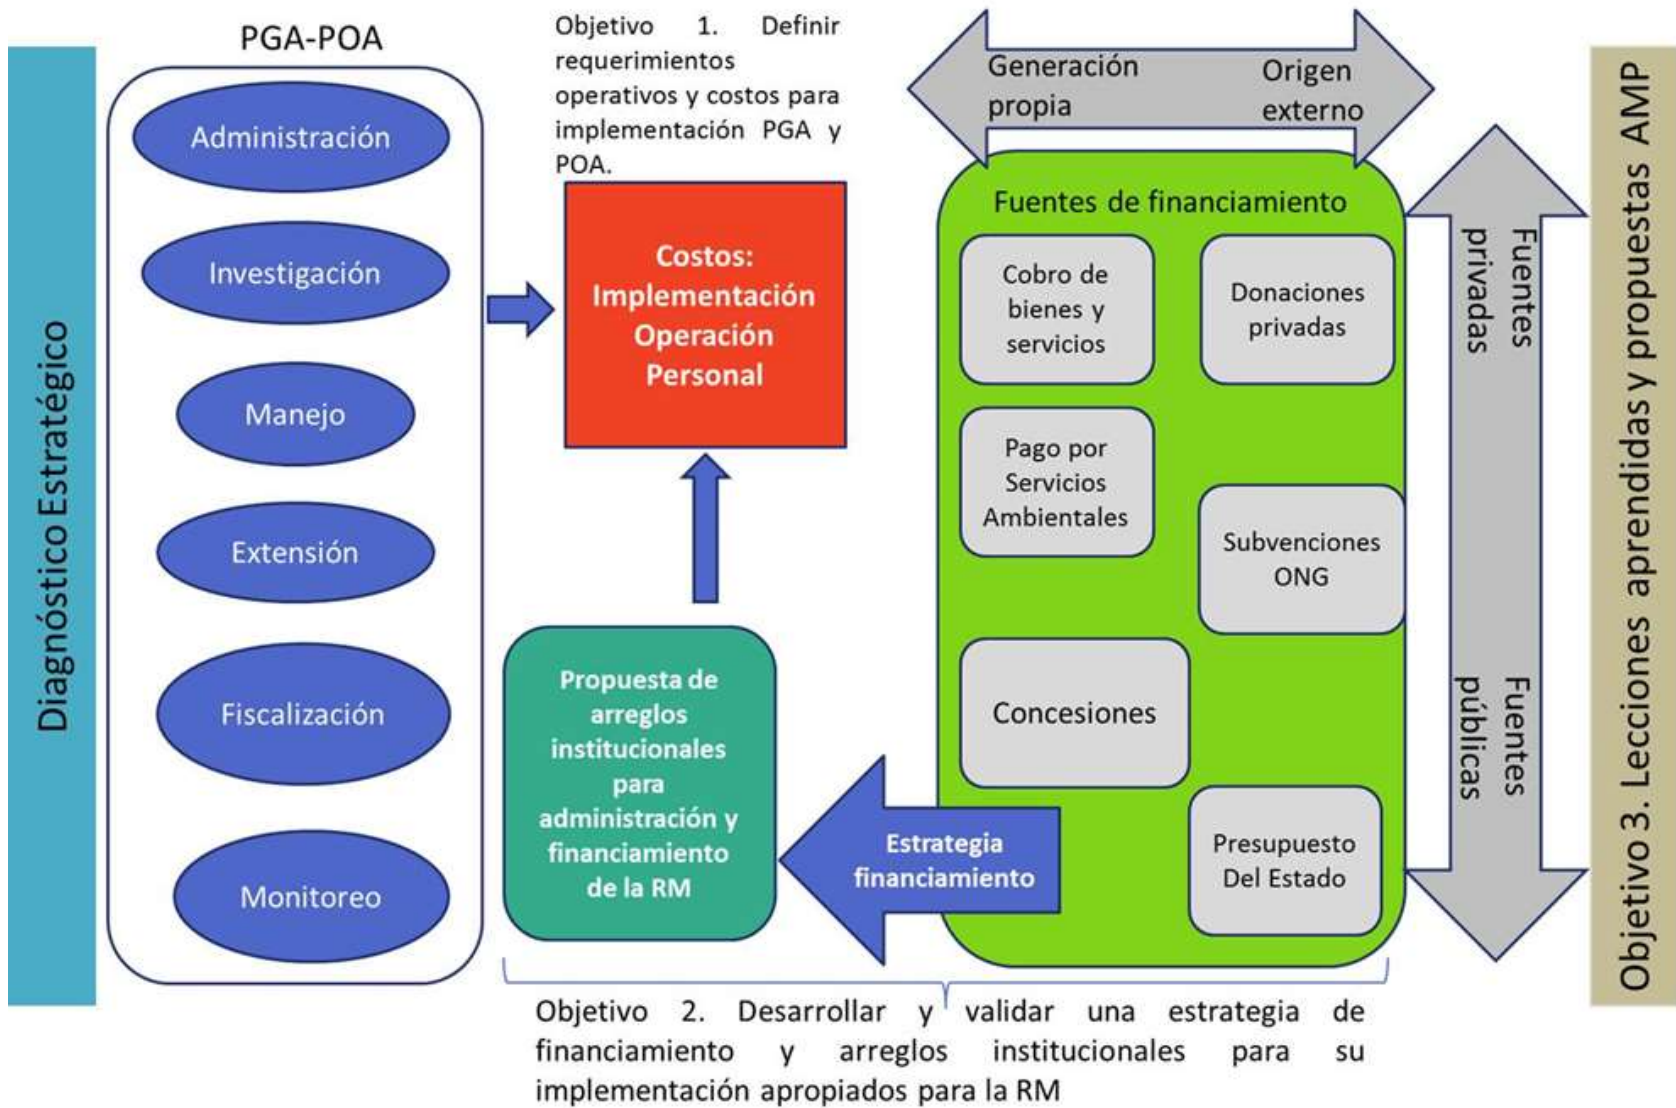 Diagnóstico Estratégico
PGA-POA
Administración
Investigación
Manejo
Extensión
Fiscalización
Monitoreo
Objetivo 1. Definir
requerimientos
operativos y costos para
implementación PGA y
POA.
Costos:
Implementación
Operación
Personal
Propuesta de
arreglos
institucionales
para
administración y
financiamiento
de la RM
Estrategia
financiamiento
Generación
propia
Origen
externo
Fuentes de financiamiento
Cobro de
bienes y
servicios
Donaciones
privadas
Pago por
Servicios
Ambientales
Subvenciones
ONG
Concesiones
Presupuesto
Del Estado
Fuentes
privadas
Fuentes
públicas
Objetivo 3. Lecciones aprendidas y propuestas AMP
Objetivo 2. Desarrollar y validar una estrategia de
financiamiento y arreglos institucionales para su
implementación apropiados para la RM